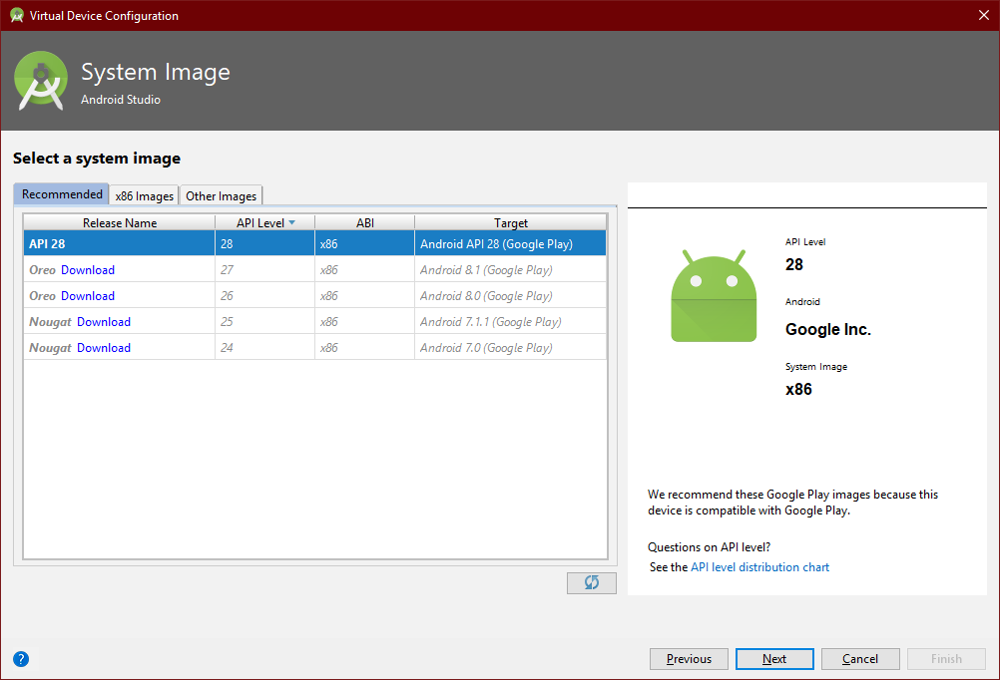 Virtual Device Configuration
System Image
Android Studio
Select a system image
Recommended x86 Images Other Images
Release Name API Level ABI Target
API 28 28 x86 Android API 28 (Google Play)
Oreo Download 27 x86 Android 8.1 (Google Play)
Oreo Download 26 x86 Android 8.0 (Google Play)
Nougat Download 25 x86 Android 7.1.1 (Google Play)
Nougat Download 24 x86 Android 7.0 (Google Play)
API Level
28
Android
Google Inc.
System Image
x86
We recommend these Google Play images because this
device is compatible with Google Play.
Questions on API level?
See the API level distribution chart
?
Previous Next Cancel Finish